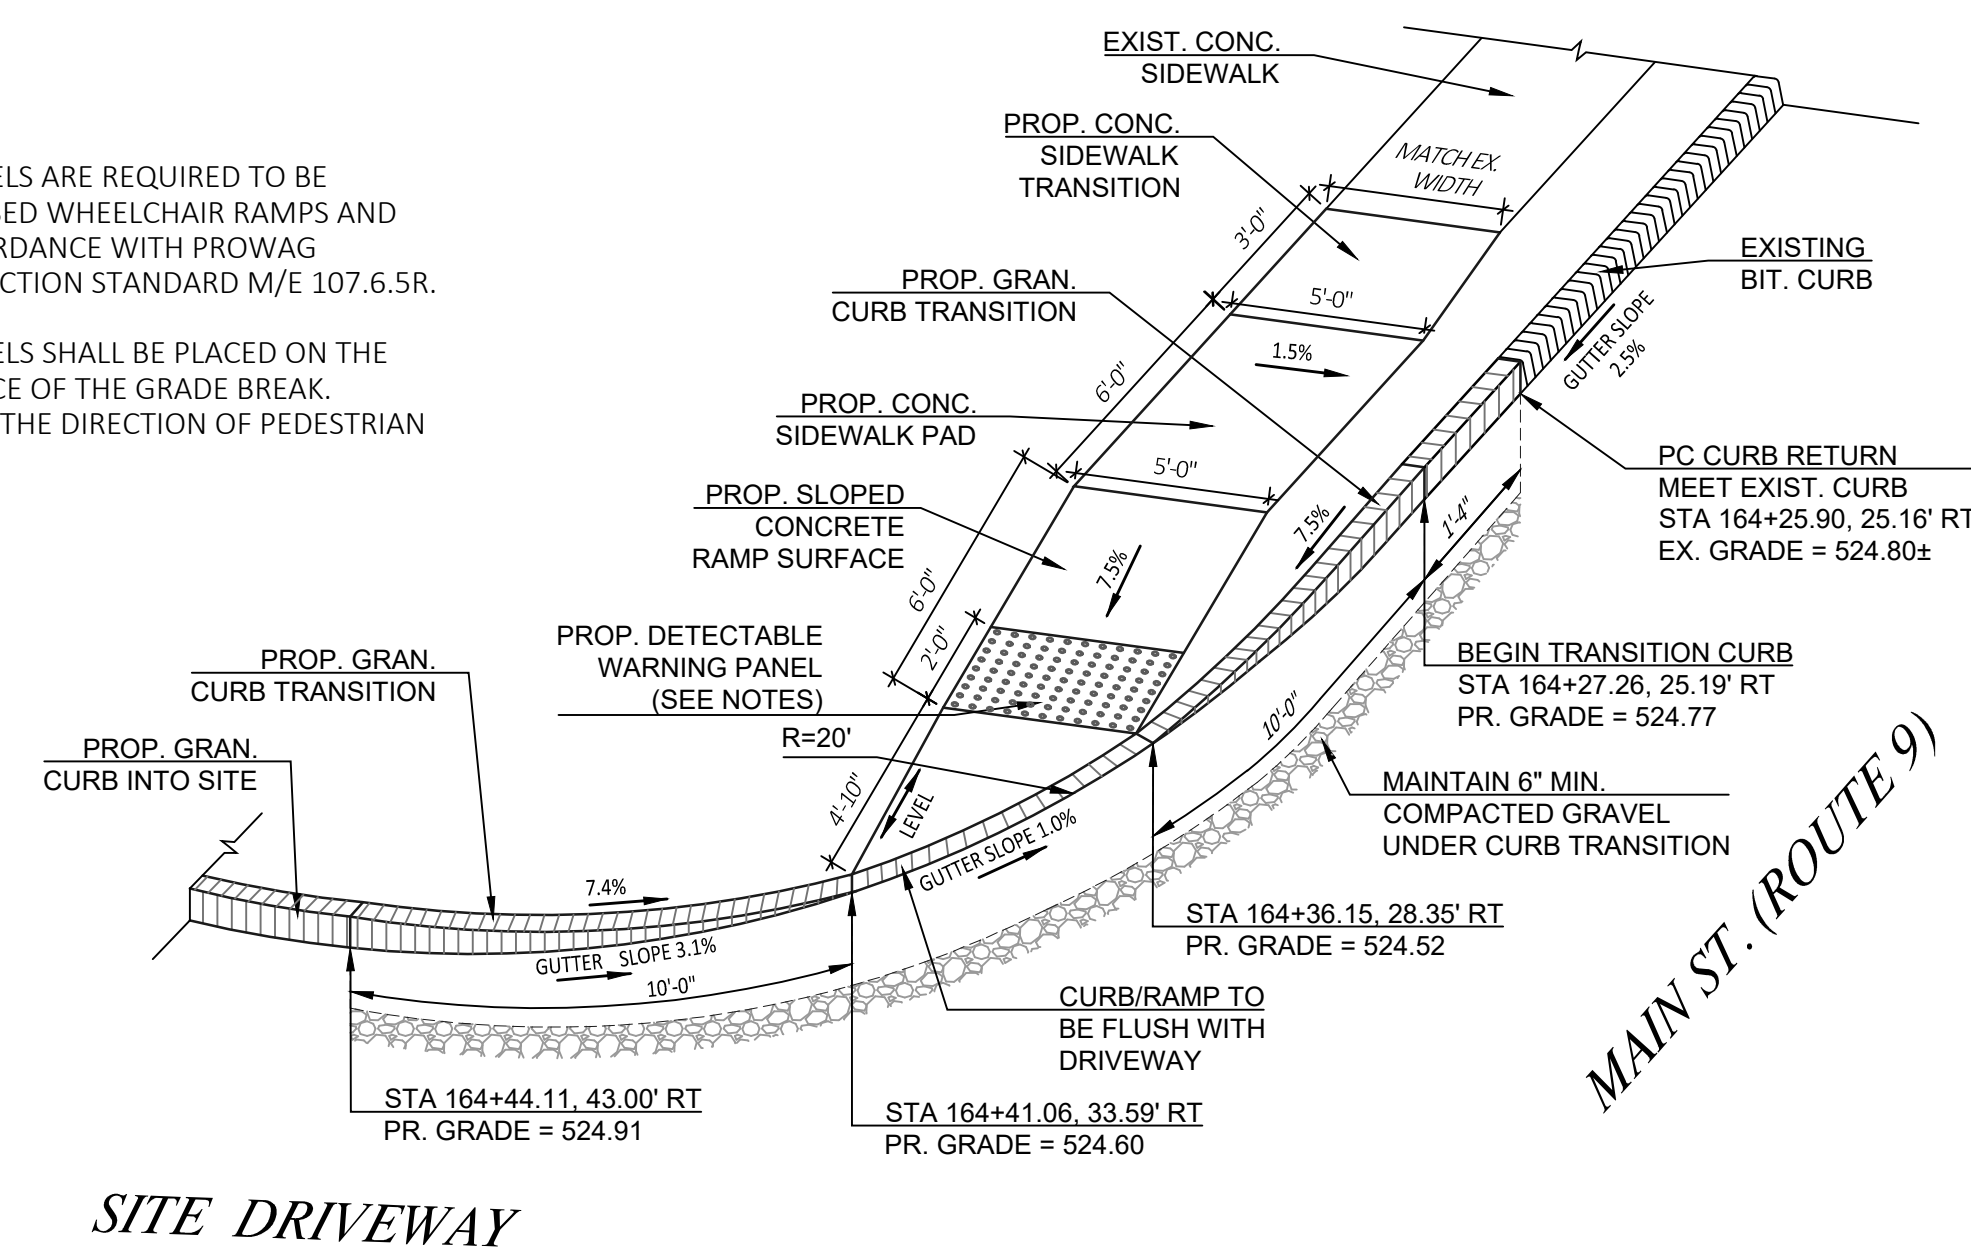 ELS ARE REQUIRED TO BE
SED WHEELCHAIR RAMPS AND
RDANCE WITH PROWAG
CTION STANDARD M/E 107.6.5R.
ELS SHALL BE PLACED ON THE
CE OF THE GRADE BREAK.
THE DIRECTION OF PEDESTRIAN
EXIST. CONC.
SIDEWALK
PROP. CONC.
SIDEWALK
TRANSITION
MATCH EX.
WIDTH
3'-0"
EXISTING
BIT. CURB
PROP. GRAN.
CURB TRANSITION
5'-0"
1.5%
GUTTER SLOPE
2.5%
6'-0"
PROP. CONC.
SIDEWALK PAD
5'-0"
PC CURB RETURN
MEET EXIST. CURB
STA 164+25.90, 25.16' RT
EX. GRADE = 524.80±
PROP. SLOPED
CONCRETE
RAMP SURFACE
7.5%
7.5%
1'-4"
6'-0"
2'-0"
PROP. DETECTABLE
WARNING PANEL
(SEE NOTES)
BEGIN TRANSITION CURB
STA 164+27.26, 25.19' RT
PR. GRADE = 524.77
PROP. GRAN.
CURB TRANSITION
R=20'
10'-0"
PROP. GRAN.
CURB INTO SITE
4'-10"
LEVEL
GUTTER SLOPE 1.0%
MAINTAIN 6" MIN.
COMPACTED GRAVEL
UNDER CURB TRANSITION
7.4%
GUTTER SLOPE 3.1%
10'-0"
STA 164+36.15, 28.35' RT
PR. GRADE = 524.52
CURB/RAMP TO
BE FLUSH WITH
DRIVEWAY
MAIN ST. (ROUTE 9)
STA 164+44.11, 43.00' RT
PR. GRADE = 524.91
STA 164+41.06, 33.59' RT
PR. GRADE = 524.60
SITE DRIVEWAY